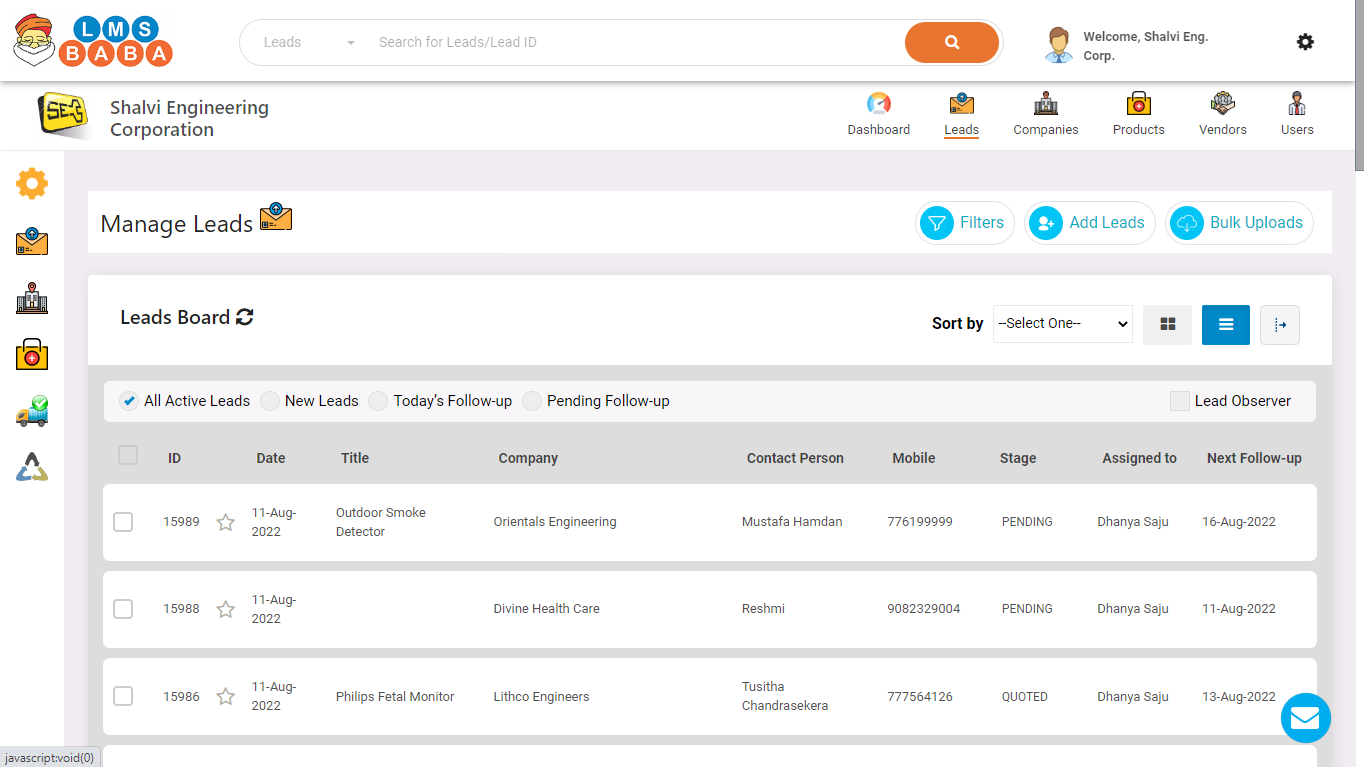 LMS
BABA
Leads
Search for Leads/Lead ID
Welcome, Shalvi Eng.
Corp.
SE
Shalvi Engineering
Corporation
Dashboard
Leads
Companies
Products
Vendors
Users
Manage Leads
Filters
Add Leads
Bulk Uploads
Leads Board
Sort by
--Select One--
All Active Leads
New Leads
Today’s Follow-up
Pending Follow-up
Lead Observer
ID Date Title Company Contact Person Mobile Stage Assigned to Next Follow-up
15989 11-Aug-2022 Outdoor Smoke Detector Orientals Engineering Mustafa Hamdan 776199999 PENDING Dhanya Saju 16-Aug-2022
15988 11-Aug-2022 Divine Health Care Reshmi 9082329004 PENDING Dhanya Saju 11-Aug-2022
15986 11-Aug-2022 Philips Fetal Monitor Lithco Engineers Tusitha Chandrasekera 777564126 QUOTED Dhanya Saju 13-Aug-2022
javascript:void(0)